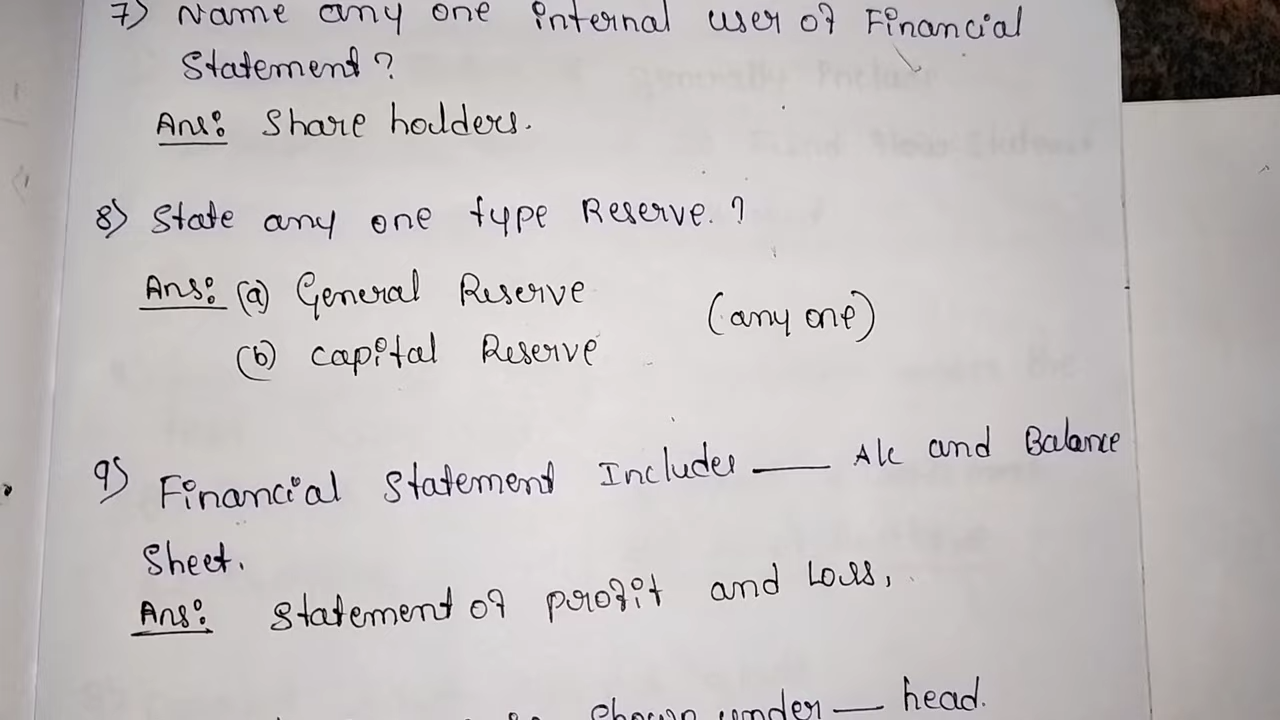 7) Name any one internal user of Financial
Statement?
Ans: Share holders.
8) State any one type Reserve.?
Ans: (a) General Reserve
(any one)
(b) Capital Reserve
9) Financial Statement Includes ___ A/c and Balance
Sheet.
Ans: Statement of profit and Loss,
shown under ___ head.